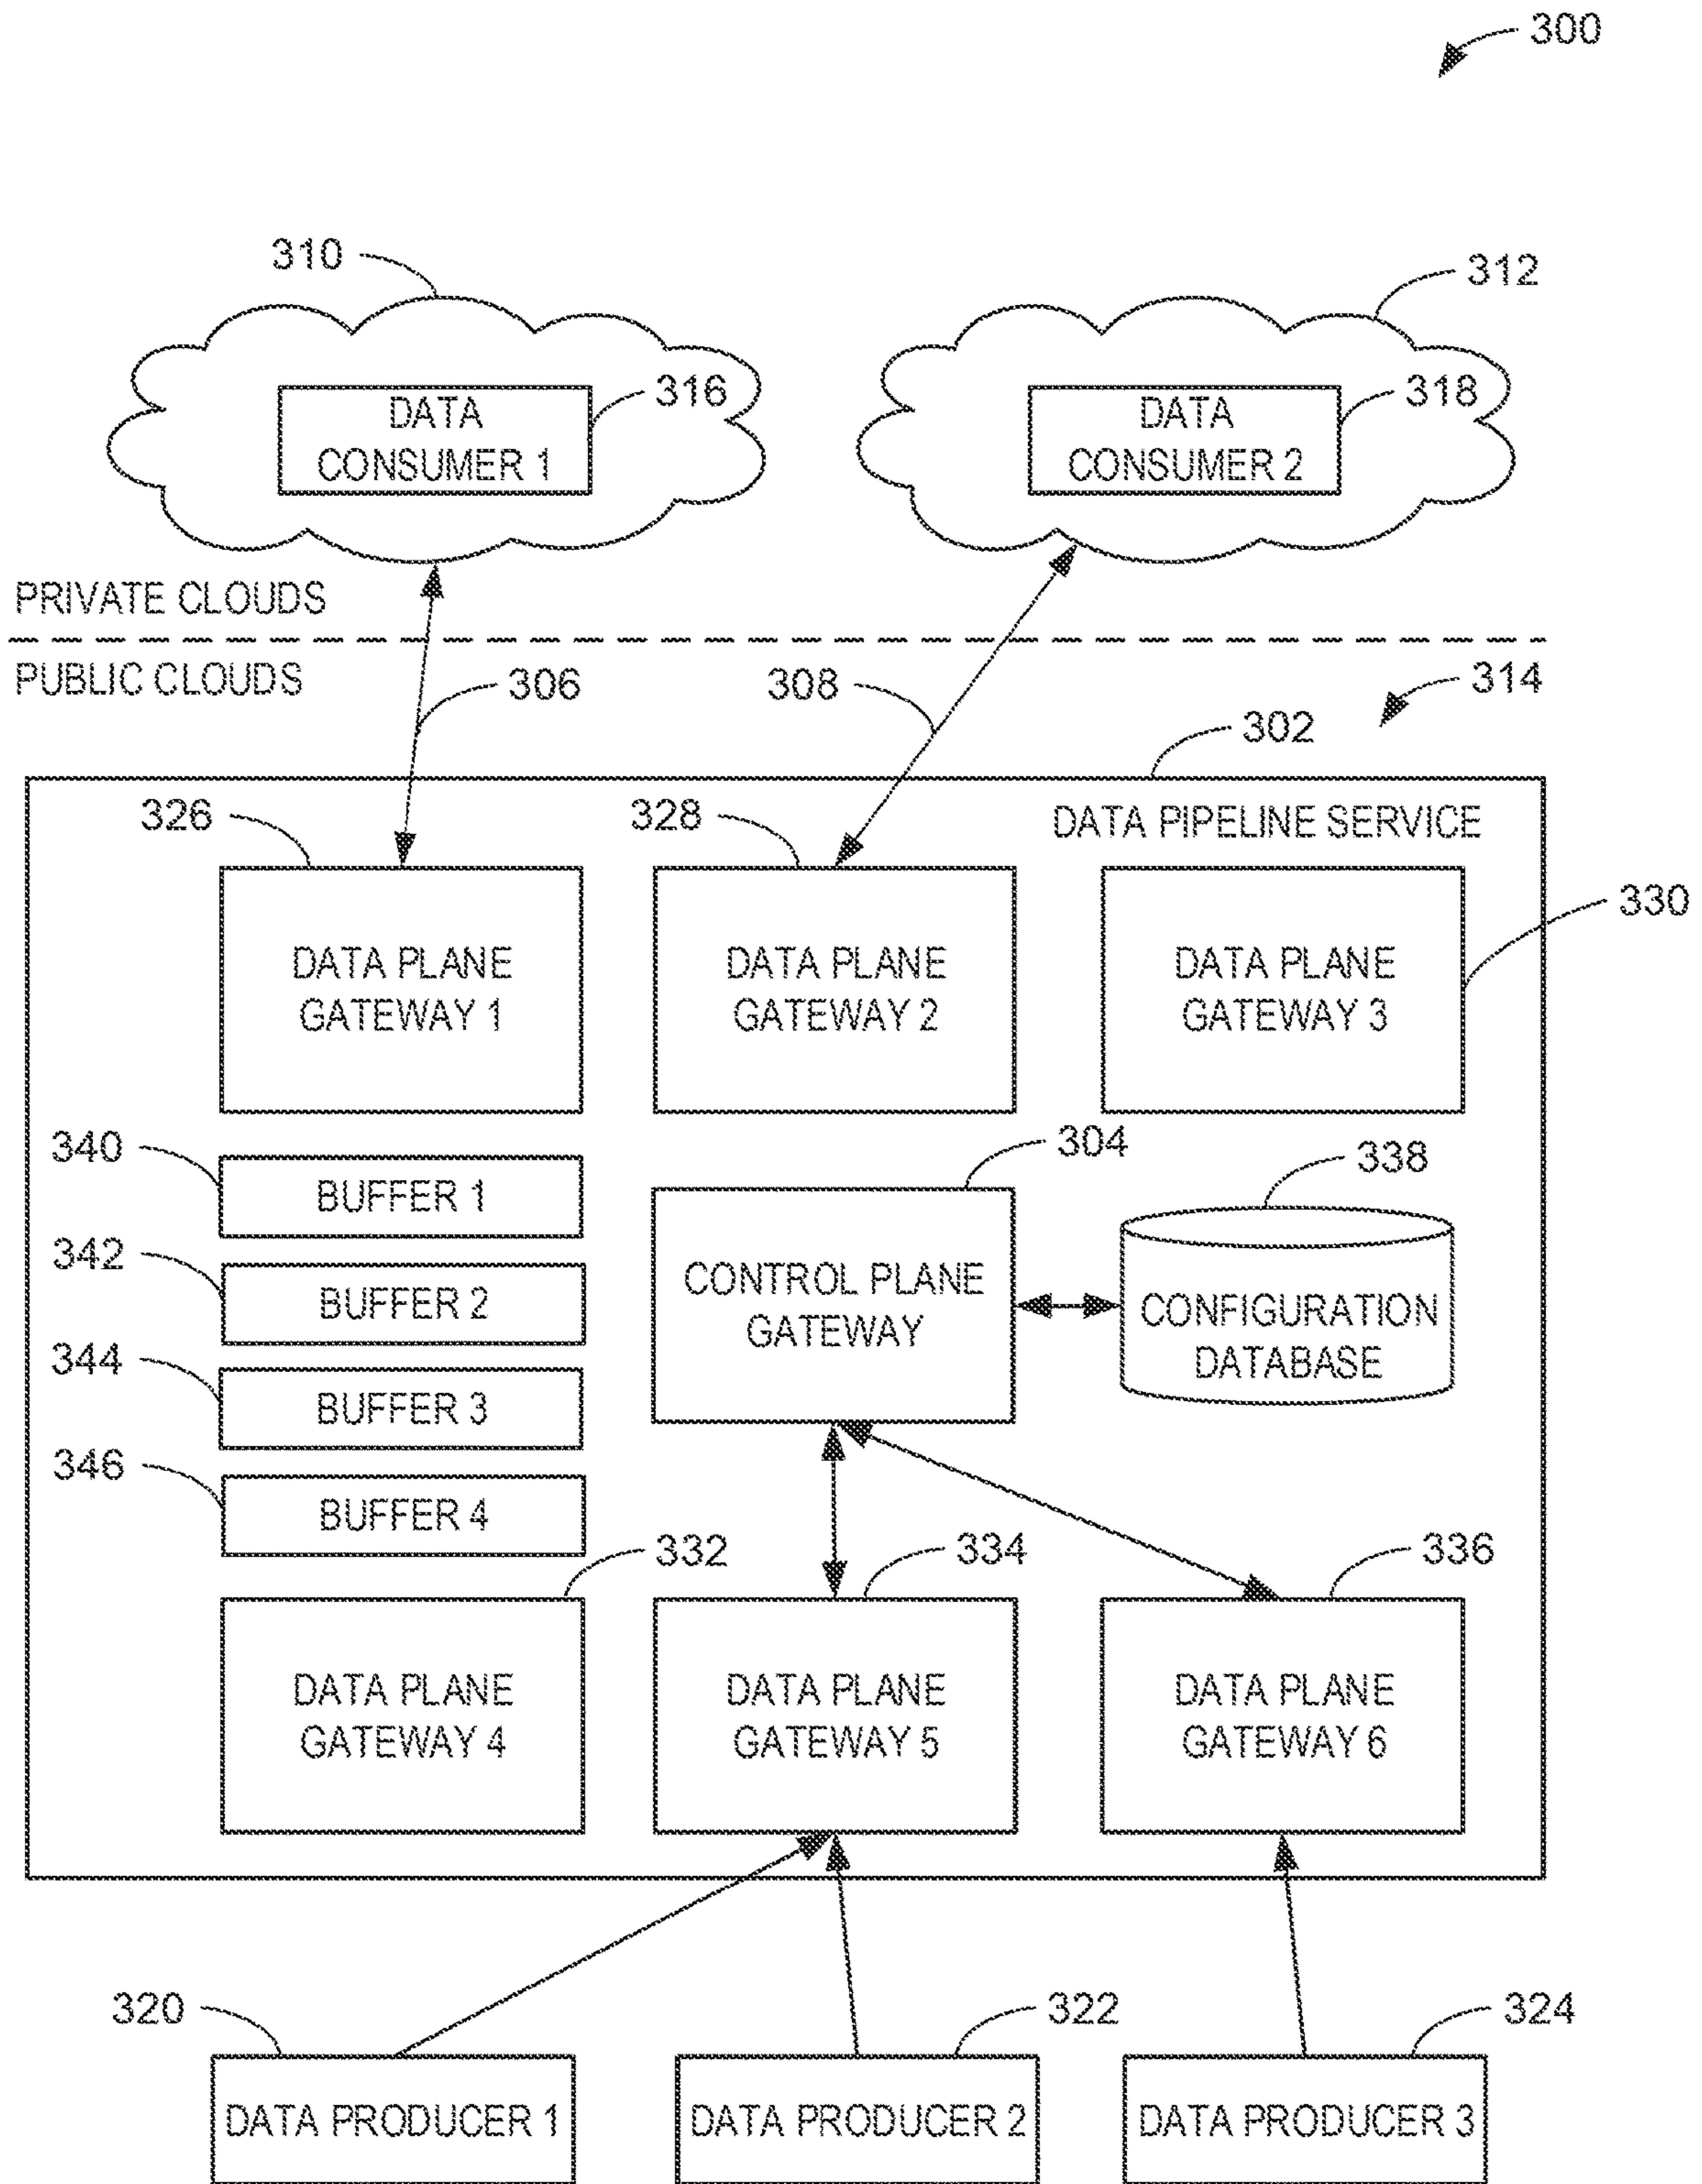 300
310
312
DATA
CONSUMER 1
316
DATA
CONSUMER 2
318
PRIVATE CLOUDS
PUBLIC CLOUDS
306
308
314
302
326
328
DATA PIPELINE SERVICE
330
DATA PLANE
GATEWAY 1
DATA PLANE
GATEWAY 2
DATA PLANE
GATEWAY 3
340
BUFFER 1
304
338
342
BUFFER 2
CONTROL PLANE
GATEWAY
CONFIGURATION
DATABASE
344
BUFFER 3
346
BUFFER 4
332
334
336
DATA PLANE
GATEWAY 4
DATA PLANE
GATEWAY 5
DATA PLANE
GATEWAY 6
320
322
324
DATA PRODUCER 1
DATA PRODUCER 2
DATA PRODUCER 3